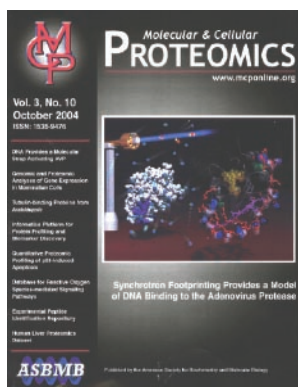 MCP
Molecular & Cellular
PROTEOMICS
www.mcponline.org
Vol. 3, No. 10
October 2004
ISSN: 1535-9476
DNA Provides a Molecular
Strap Activating AVP
Genomic and Proteomic
Analyses of Gene Expression
in Mammalian Cells
Tubulin-binding Proteins from
Arabidopsis
Informatics Platform for
Protein Profiling and
Biomarker Discovery
Quantitative Proteomic
Profiling of p53-induced
Apoptosis
Database for Reactive Oxygen
Species-mediated Signaling
Pathways
Experimental Peptide
Identification Repository
Human Liver Proteomics
Dataset
Synchrotron Footprinting Provides a Model
of DNA Binding to the Adenovirus Protease
ASBMB
Published by the American Society for Biochemistry and Molecular Biology